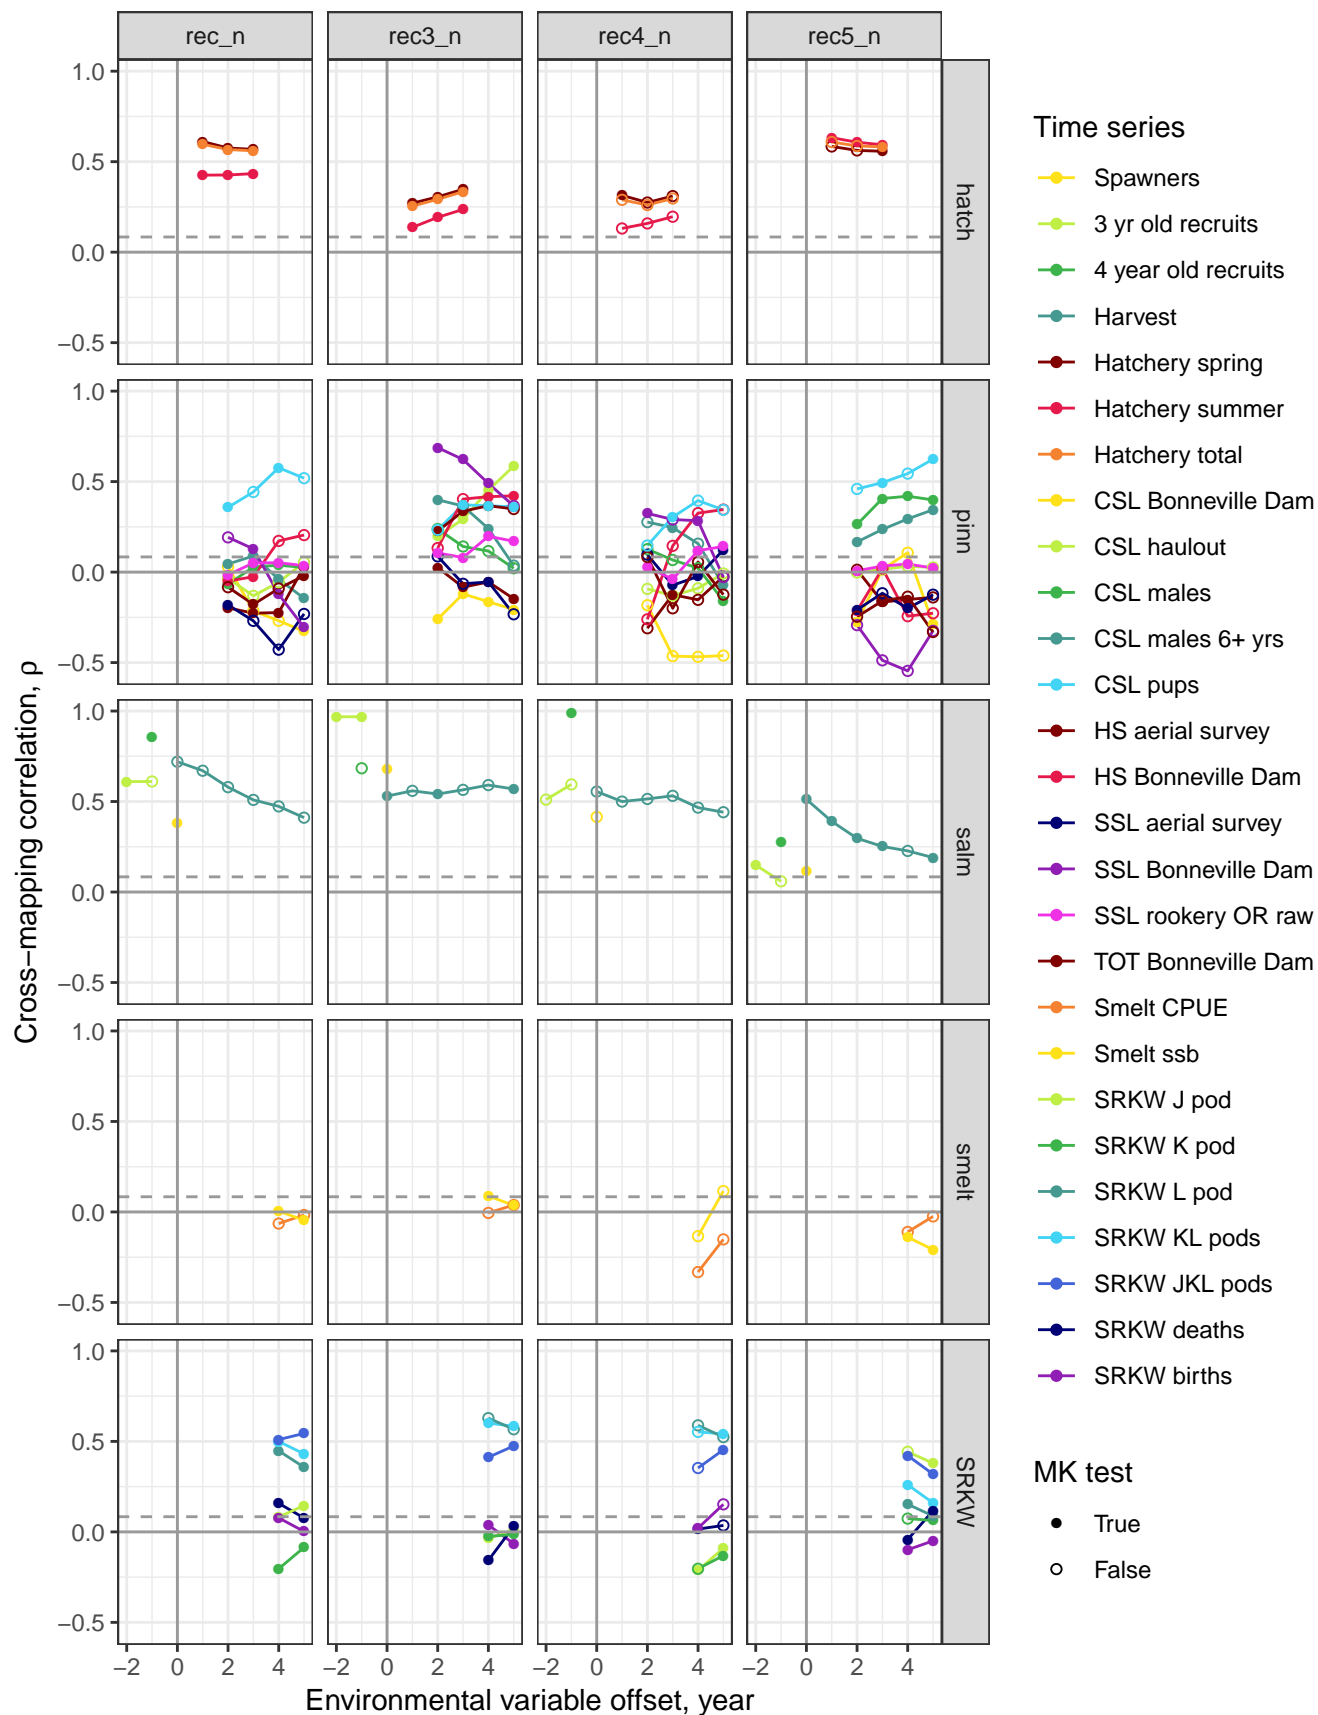 rec_n
rec3_n
rec4_n
rec5_n
1.0
0.5
0.0
−0.5
hatch
1.0
0.5
0.0
−0.5
pinn
1.0
0.5
0.0
−0.5
salm
1.0
0.5
0.0
−0.5
smelt
1.0
0.5
0.0
−0.5
SRKW
−2 0 2 4
−2 0 2 4
−2 0 2 4
−2 0 2 4
Environmental variable offset, year
Cross−mapping correlation, ρ
Time series
Spawners
3 yr old recruits
4 year old recruits
Harvest
Hatchery spring
Hatchery summer
Hatchery total
CSL Bonneville Dam
CSL haulout
CSL males
CSL males 6+ yrs
CSL pups
HS aerial survey
HS Bonneville Dam
SSL aerial survey
SSL Bonneville Dam
SSL rookery OR raw
TOT Bonneville Dam
Smelt CPUE
Smelt ssb
SRKW J pod
SRKW K pod
SRKW L pod
SRKW KL pods
SRKW JKL pods
SRKW deaths
SRKW births
MK test
True
False